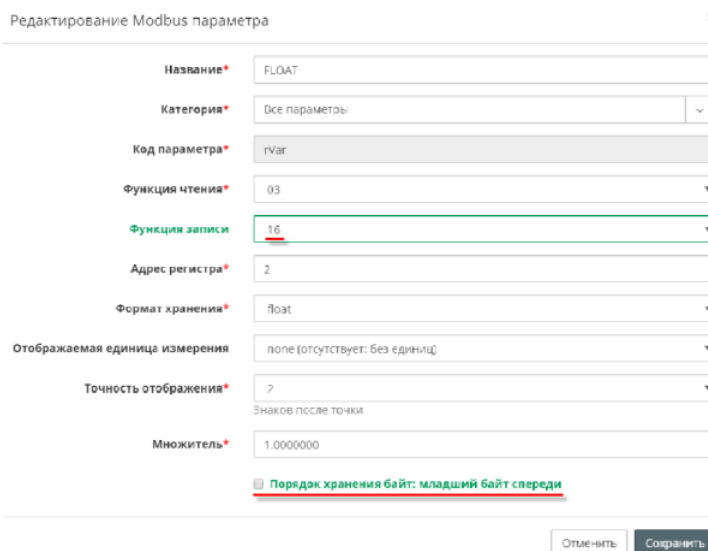 Редактирование Modbus параметра
Название* FLOAT
Категория* Все параметры
Код параметра* rVar
Функция чтения* 03
Функция записи 16
Адрес регистра* 2
Формат хранения* float
Отображаемая единица измерения none (отсутствует: без единиц)
Точность отображения* 2
Знаков после точки
Множитель* 1.0000000
Порядок хранения байт: младший байт спереди
Отменить Сохранить